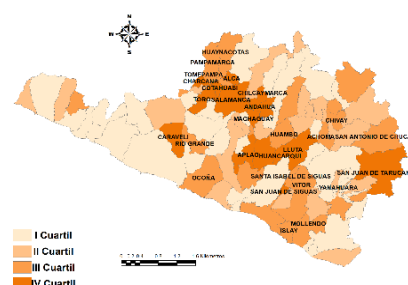 N
W E
S
HUAYNACOTAS
PAMPAMARCA
TOMEPAMPA
ALCA
CHARCANA
COTAHUASI
CHILCAYMARCA
TORO
SALAMANCA
ANDAHUA
MACHAGUAY
CHIVAY
CARAVELI
HUAMBO
ACHOMA
SAN ANTONIO DE CHUCA
RIO GRANDE
LLUTA
APLAO
HUANCARQUI
OCOÑA
SANTA ISABEL DE SIGUAS
SAN JUAN DE TARUCANI
VITOR
YANAHUARA
SAN JUAN DE SIGUAS
MOLLENDO
ISLAY
I Cuartil
II Cuartil
III Cuartil
IV Cuartil